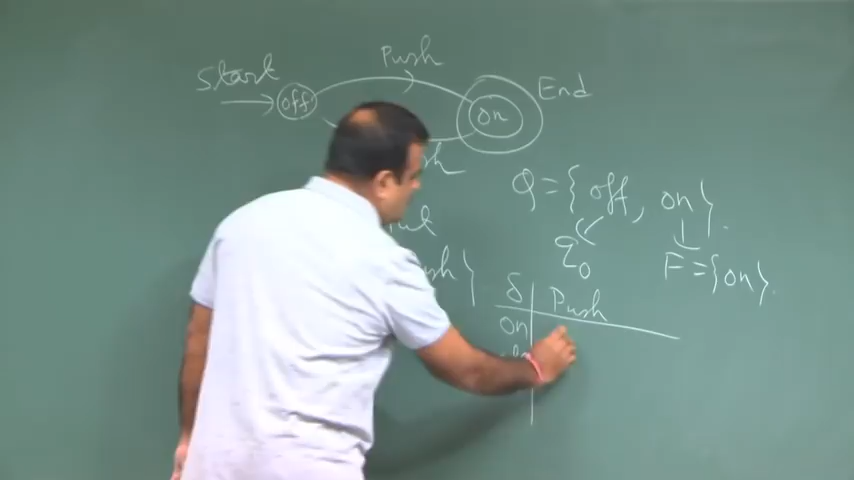 Push
Start
off
on
End
Q = { off, on }.
q0
F = {on}.
δ Push
on